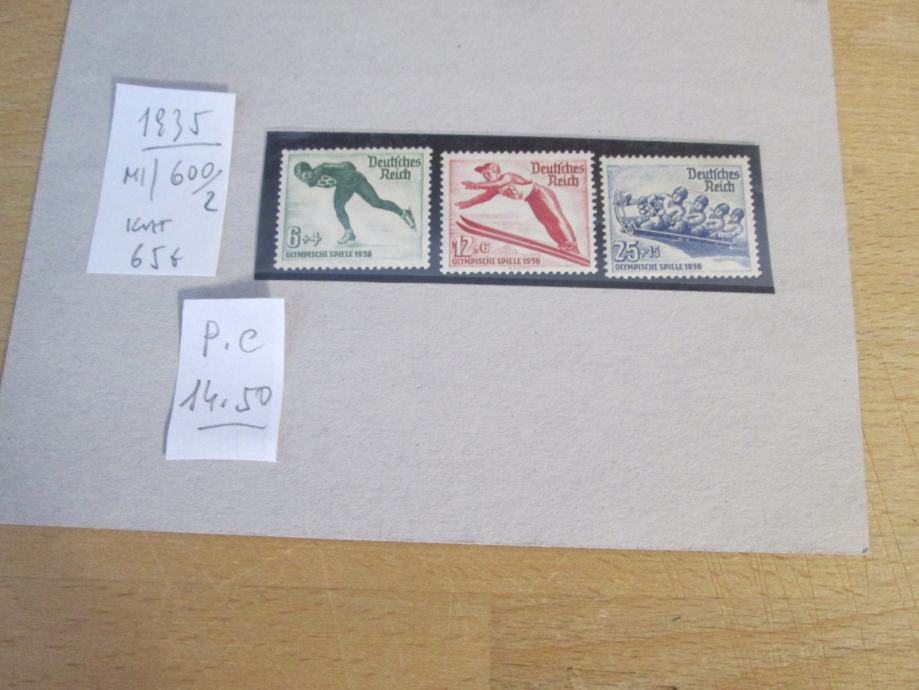 1935
MI/ 600/2
KAT
65€
P.C
14.50
Deutsches
Reich
6+4
OLYMPISCHE SPIELE 1936
Deutsches
Reich
12+6
OLYMPISCHE SPIELE 1936
Deutsches
Reich
25+15
OLYMPISCHE SPIELE 1936